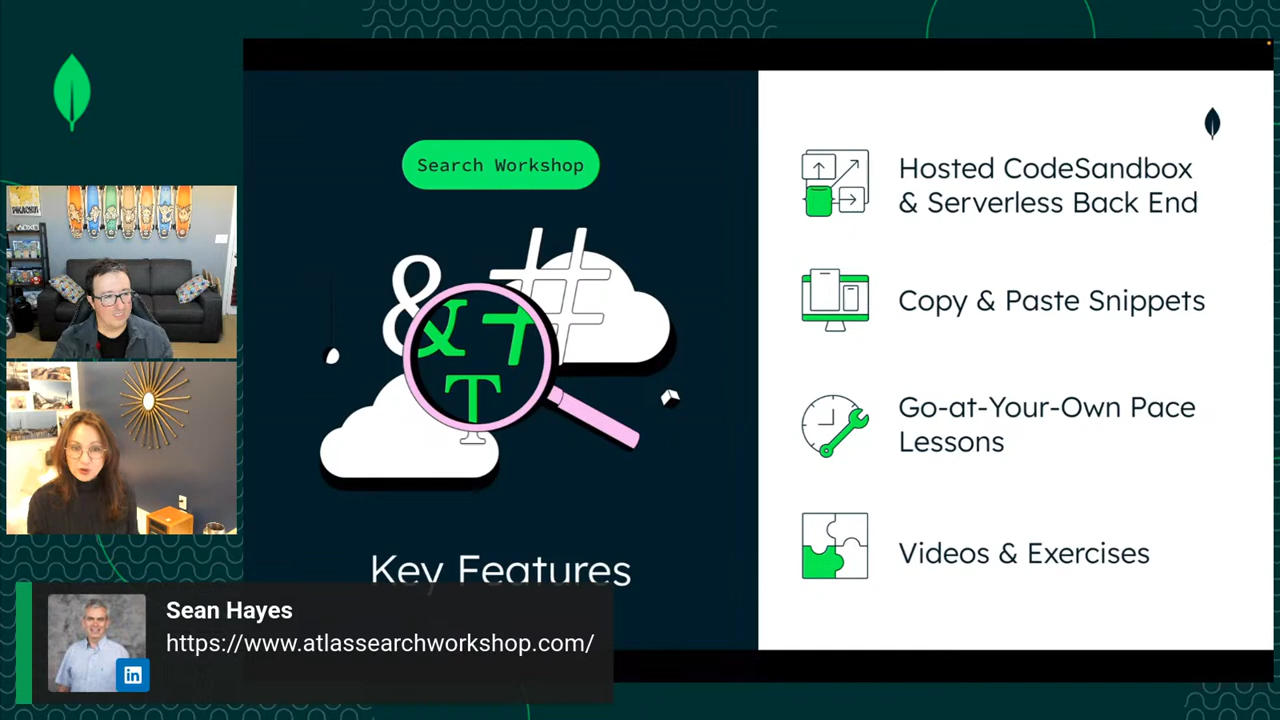 Search Workshop
&
#
& T
T
Key Features
Hosted CodeSandbox
& Serverless Back End
Copy & Paste Snippets
Go-at-Your-Own Pace
Lessons
Videos & Exercises
Sean Hayes
https://www.atlassearchworkshop.com/
in